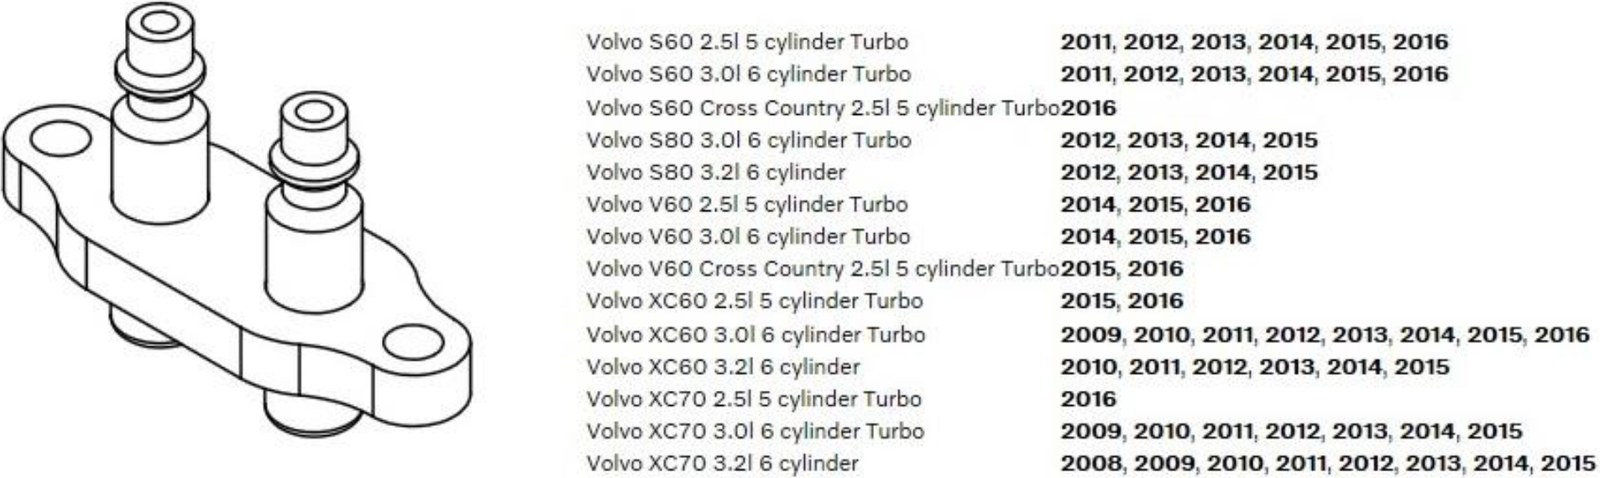 Volvo S60 2.5l 5 cylinder Turbo 2011, 2012, 2013, 2014, 2015, 2016
Volvo S60 3.0l 6 cylinder Turbo 2011, 2012, 2013, 2014, 2015, 2016
Volvo S60 Cross Country 2.5l 5 cylinder Turbo 2016
Volvo S80 3.0l 6 cylinder Turbo 2012, 2013, 2014, 2015
Volvo S80 3.2l 6 cylinder 2012, 2013, 2014, 2015
Volvo V60 2.5l 5 cylinder Turbo 2014, 2015, 2016
Volvo V60 3.0l 6 cylinder Turbo 2014, 2015, 2016
Volvo V60 Cross Country 2.5l 5 cylinder Turbo 2015, 2016
Volvo XC60 2.5l 5 cylinder Turbo 2015, 2016
Volvo XC60 3.0l 6 cylinder Turbo 2009, 2010, 2011, 2012, 2013, 2014, 2015, 2016
Volvo XC60 3.2l 6 cylinder 2010, 2011, 2012, 2013, 2014, 2015
Volvo XC70 2.5l 5 cylinder Turbo 2016
Volvo XC70 3.0l 6 cylinder Turbo 2009, 2010, 2011, 2012, 2013, 2014, 2015
Volvo XC70 3.2l 6 cylinder 2008, 2009, 2010, 2011, 2012, 2013, 2014, 2015